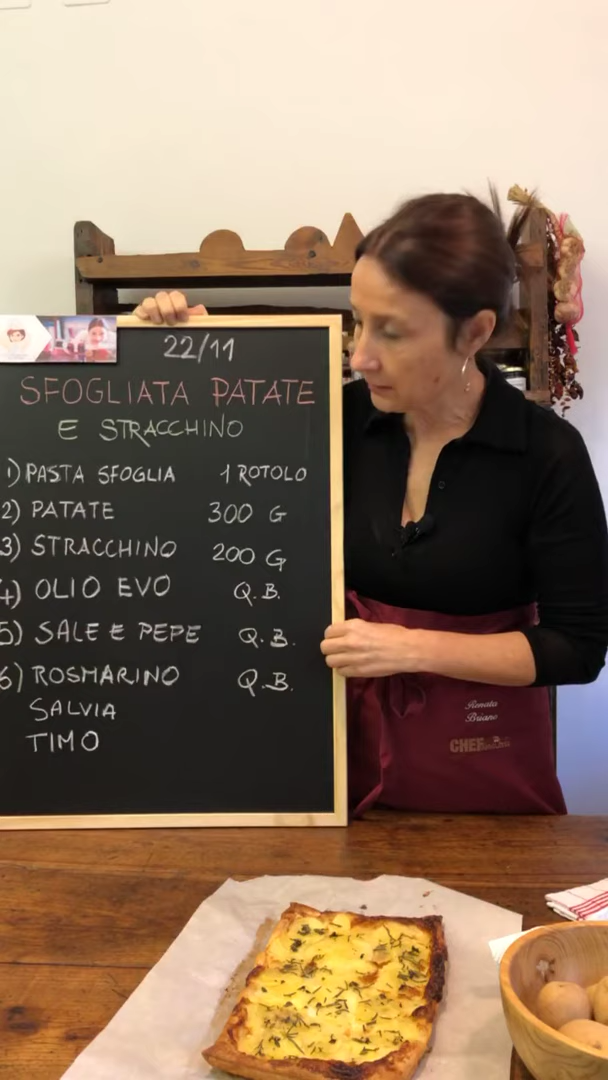 22/11
SFOGLIATA PATATE
E STRACCHINO
1) PASTA SFOGLIA 1 ROTOLO
2) PATATE 300 G
3) STRACCHINO 200 G
4) OLIO EVO Q.B.
5) SALE E PEPE Q.B.
6) ROSMARINO Q.B.
SALVIA
TIMO
Renata
Briano
CHEF